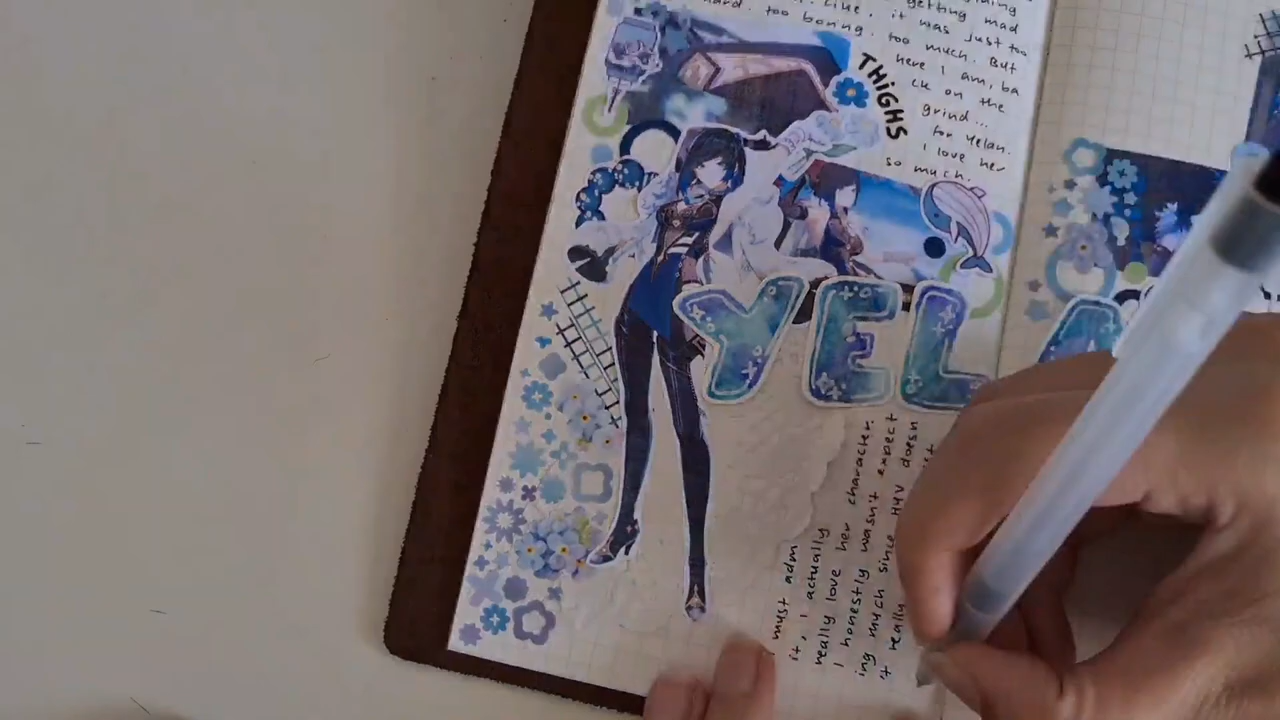 getting mad
. Like, it was just too
hard. too boring. too much. But
here I am, ba
ck on the
grind...
for Yelan.
I love her
so much.
THiGHS
YEL
A
I must adm
it, I actually
really love her character.
I honestly wasn't expect
ing much since HYV doesn
't really